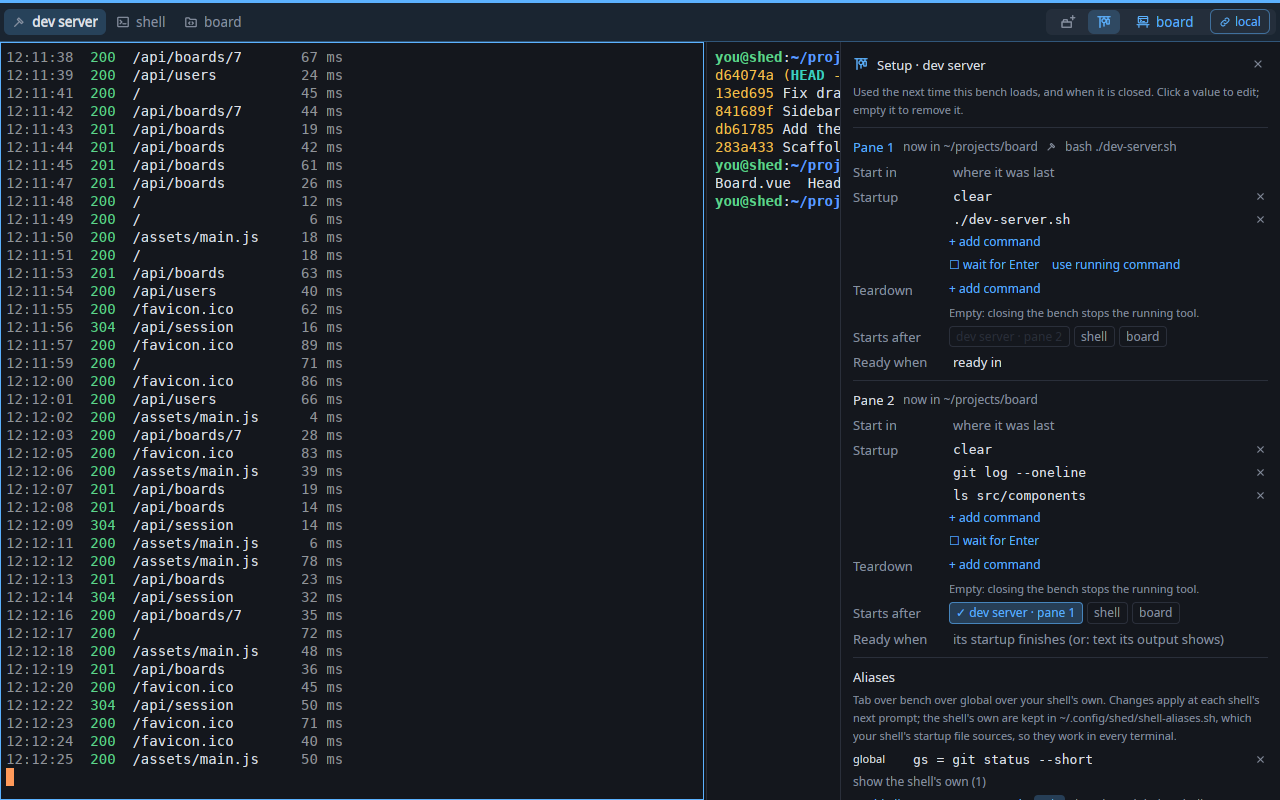 dev server
shell
board
board
local
12:11:38 200 /api/boards/7 67 ms
12:11:39 200 /api/users 24 ms
12:11:41 200 / 45 ms
12:11:42 200 /api/boards/7 44 ms
12:11:43 201 /api/boards 19 ms
12:11:44 201 /api/boards 42 ms
12:11:45 201 /api/boards 61 ms
12:11:47 201 /api/boards 26 ms
12:11:48 200 / 12 ms
12:11:49 200 / 6 ms
12:11:50 200 /assets/main.js 18 ms
12:11:51 200 / 18 ms
12:11:53 201 /api/boards 63 ms
12:11:54 200 /api/users 40 ms
12:11:55 200 /favicon.ico 62 ms
12:11:56 304 /api/session 16 ms
12:11:57 200 /favicon.ico 89 ms
12:11:59 200 / 71 ms
12:12:00 200 /favicon.ico 86 ms
12:12:01 200 /api/users 66 ms
12:12:02 200 /assets/main.js 4 ms
12:12:03 200 /api/boards/7 28 ms
12:12:05 200 /favicon.ico 83 ms
12:12:06 200 /assets/main.js 39 ms
12:12:07 201 /api/boards 19 ms
12:12:08 201 /api/boards 14 ms
12:12:09 304 /api/session 14 ms
12:12:11 200 /assets/main.js 6 ms
12:12:12 200 /assets/main.js 78 ms
12:12:13 201 /api/boards 23 ms
12:12:14 304 /api/session 32 ms
12:12:16 200 /api/boards/7 35 ms
12:12:17 200 / 72 ms
12:12:18 200 /assets/main.js 48 ms
12:12:19 201 /api/boards 36 ms
12:12:20 200 /favicon.ico 45 ms
12:12:22 304 /api/session 50 ms
12:12:23 200 /favicon.ico 71 ms
12:12:24 200 /favicon.ico 40 ms
12:12:25 200 /assets/main.js 50 ms
you@shed:~/proj
d64074a (HEAD -
13ed695 Fix dra
841689f Sidebar
db61785 Add the
283a433 Scaffol
you@shed:~/proj
Board.vue Head
you@shed:~/proj
Setup · dev server ×
Used the next time this bench loads, and when it is closed. Click a value to edit;
empty it to remove it.
Pane 1 now in ~/projects/board bash ./dev-server.sh
Start in where it was last
Startup clear ×
./dev-server.sh ×
+ add command
☐ wait for Enter use running command
Teardown + add command
Empty: closing the bench stops the running tool.
Starts after dev server · pane 2 shell board
Ready when ready in
Pane 2 now in ~/projects/board
Start in where it was last
Startup clear ×
git log --oneline ×
ls src/components ×
+ add command
☐ wait for Enter
Teardown + add command
Empty: closing the bench stops the running tool.
Starts after ✓ dev server · pane 1 shell board
Ready when its startup finishes (or: text its output shows)
Aliases
Tab over bench over global over your shell's own. Changes apply at each shell's
next prompt; the shell's own are kept in ~/.config/shed/shell-aliases.sh, which
your shell's startup file sources, so they work in every terminal.
global gs = git status --short ×
show the shell's own (1)